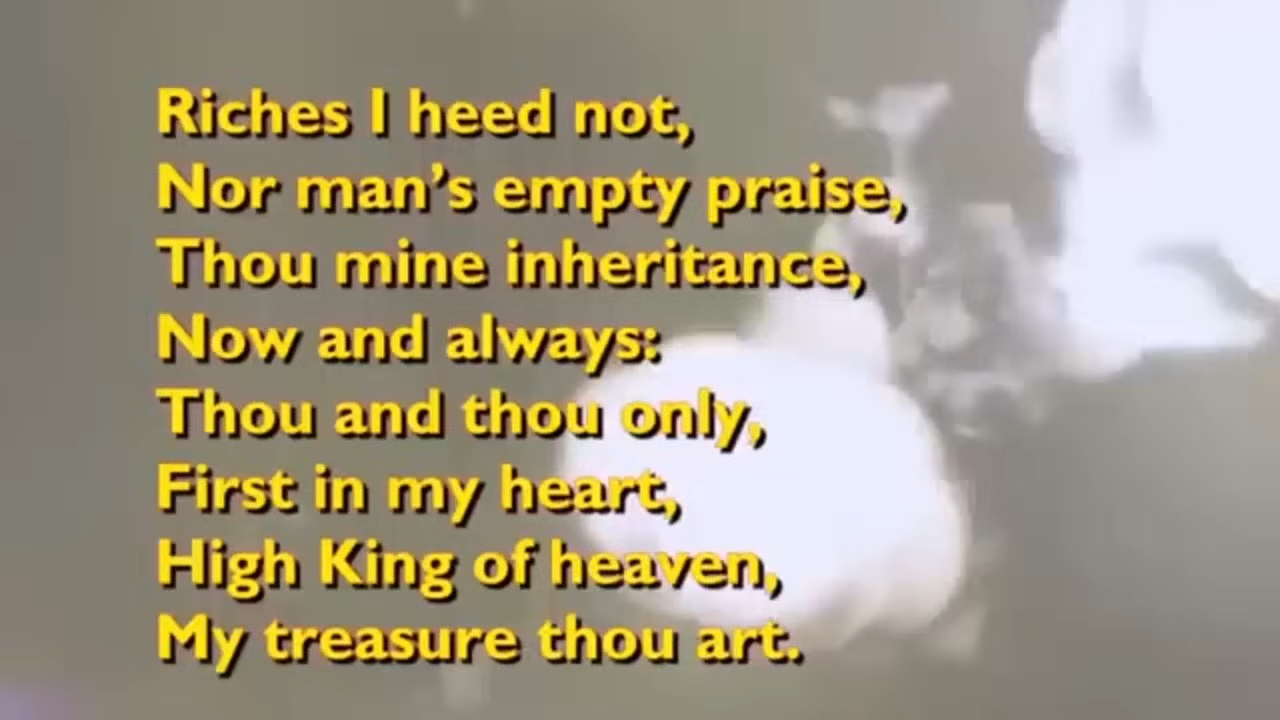 Riches I heed not,
Nor man’s empty praise,
Thou mine inheritance,
Now and always:
Thou and thou only,
First in my heart,
High King of heaven,
My treasure thou art.